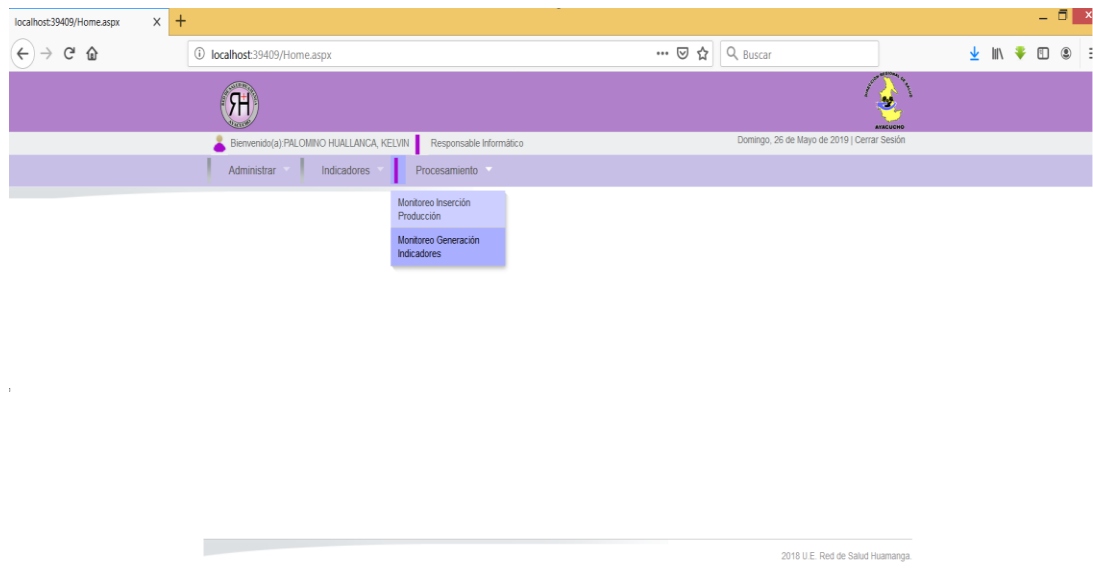 localhost:39409/Home.aspx
localhost:39409/Home.aspx
Buscar
RH
AYACUCHO
Bienvenido(a):PALOMINO HUALLANCA, KELVIN
Responsable Informático
Domingo, 26 de Mayo de 2019 | Cerrar Sesión
Administrar
Indicadores
Procesamiento
Monitoreo Inserción
Producción
Monitoreo Generación
Indicadores
2018 U.E. Red de Salud Huamanga.